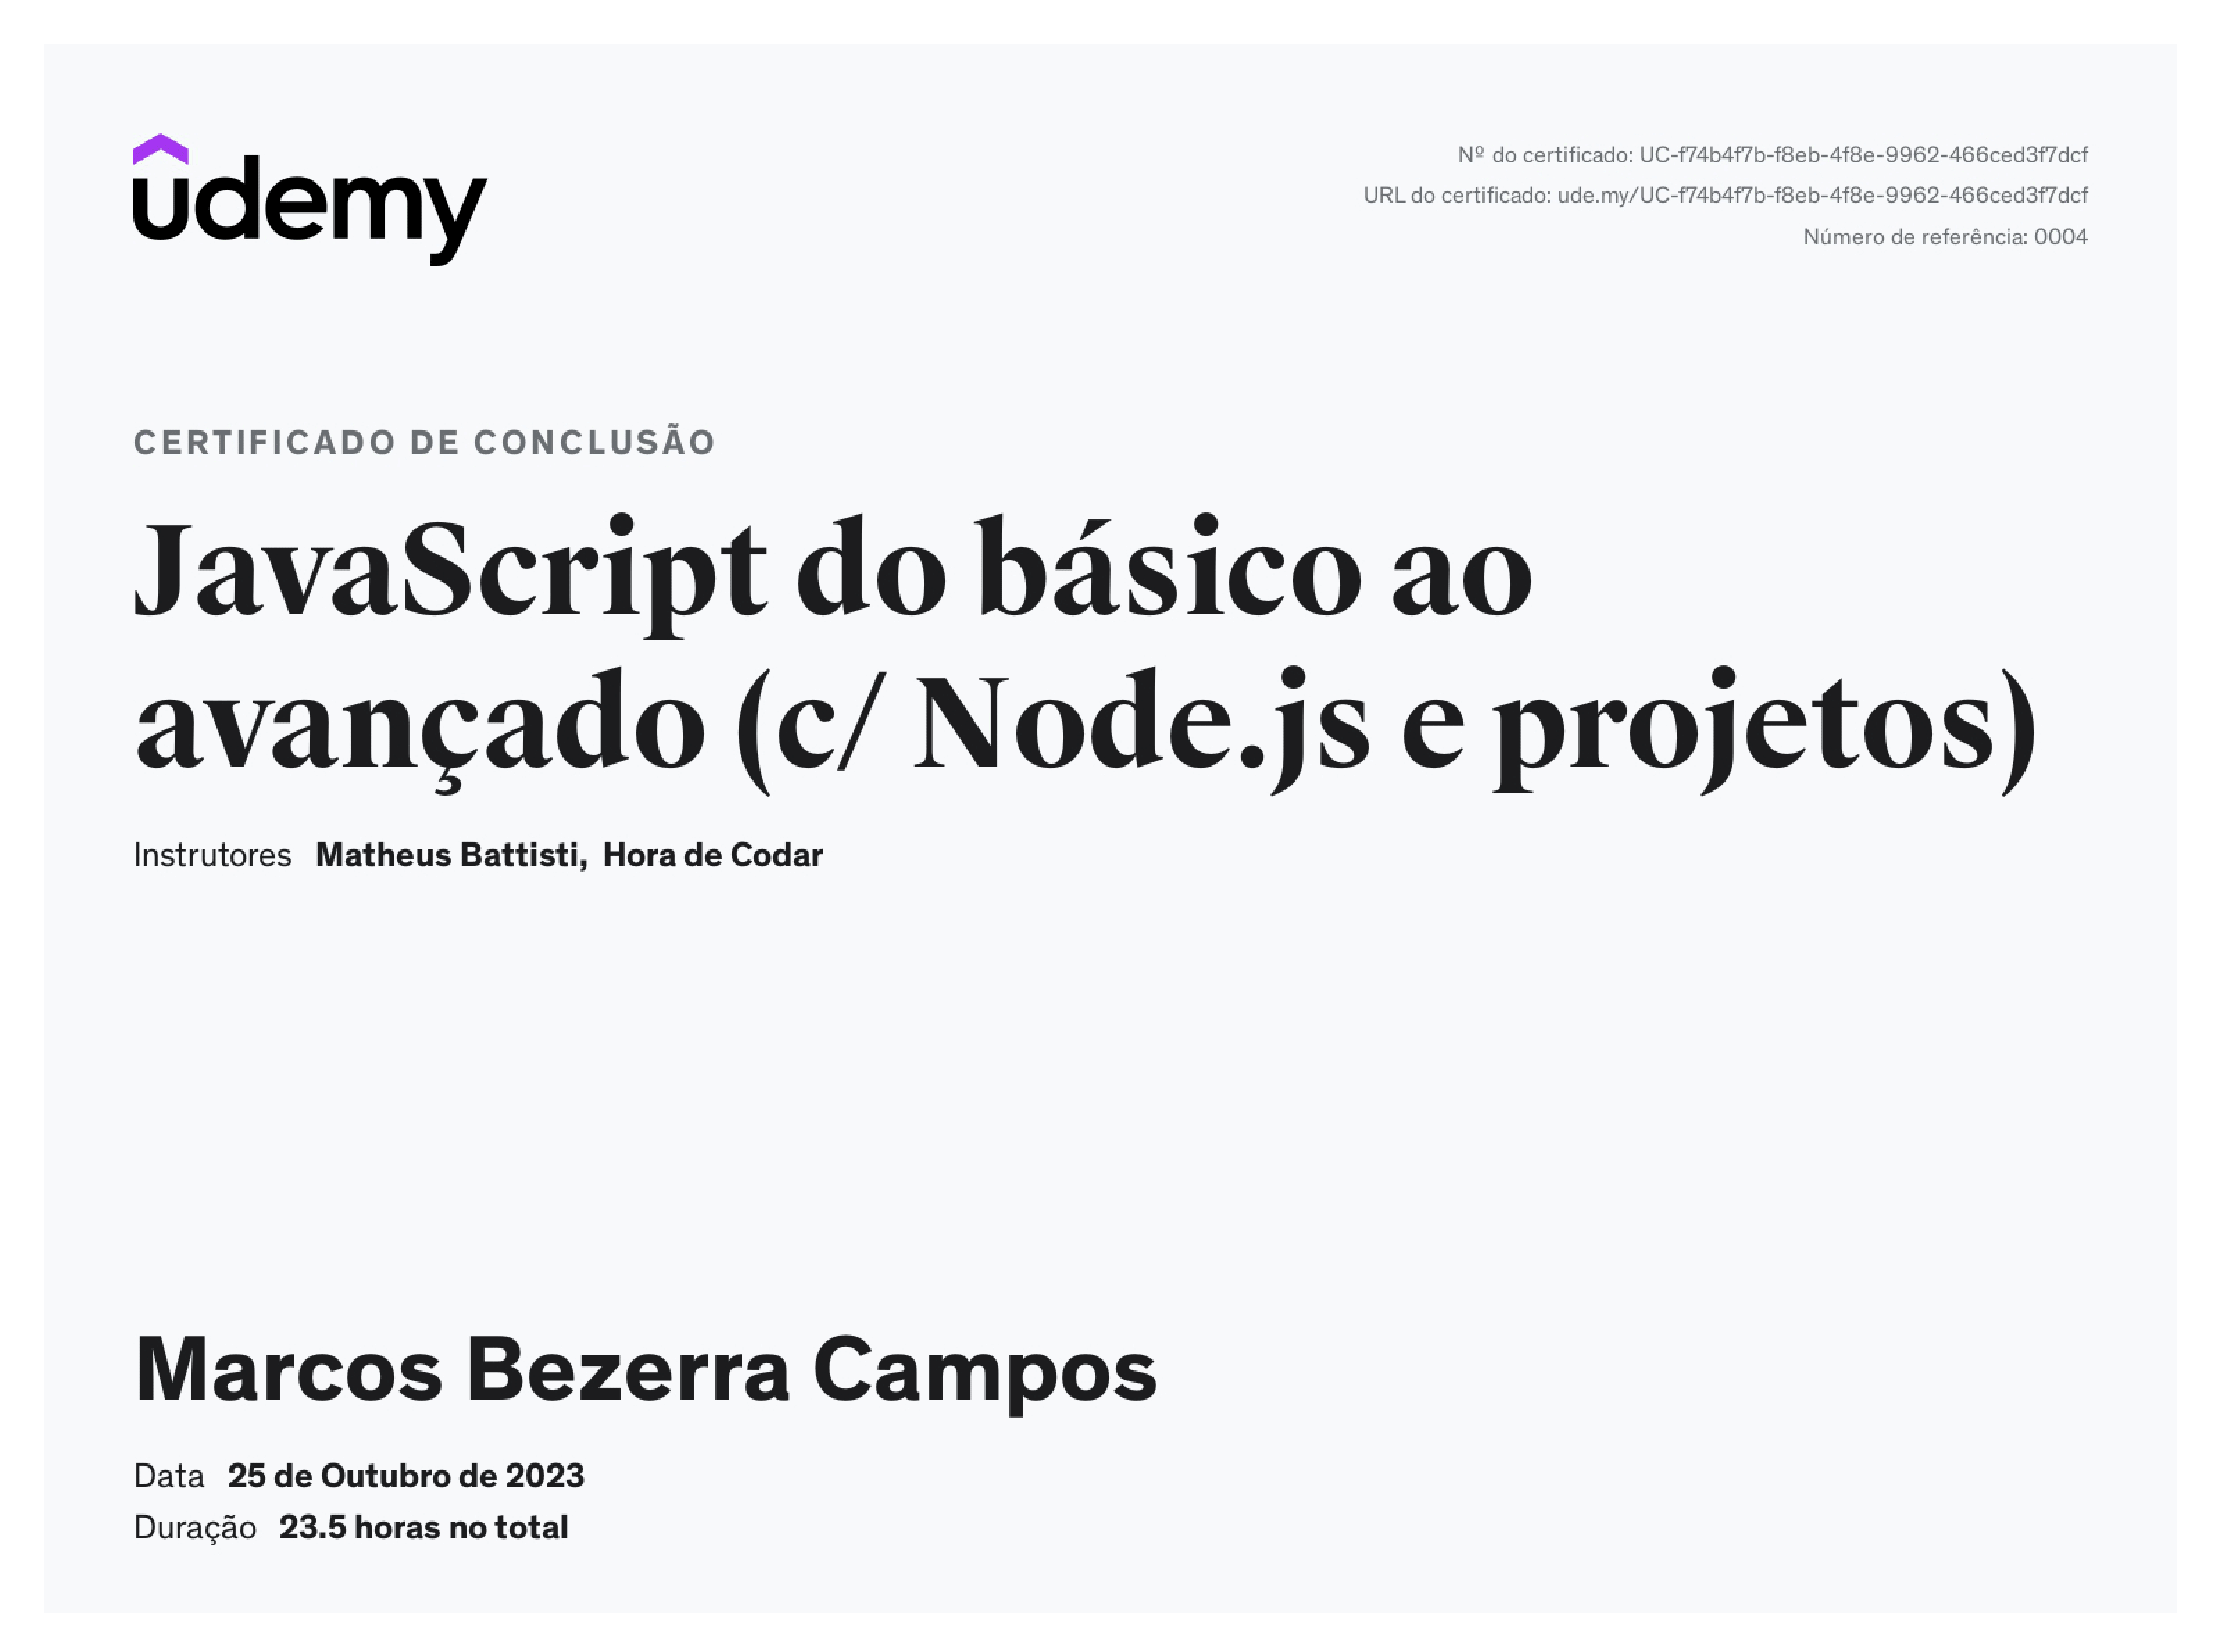 udemy
Nº do certificado: UC-f74b4f7b-f8eb-4f8e-9962-466ced3f7dcf
URL do certificado: ude.my/UC-f74b4f7b-f8eb-4f8e-9962-466ced3f7dcf
Número de referência: 0004
CERTIFICADO DE CONCLUSÃO
JavaScript do básico ao
avançado (c/ Node.js e projetos)
Instrutores Matheus Battisti, Hora de Codar
Marcos Bezerra Campos
Data 25 de Outubro de 2023
Duração 23.5 horas no total